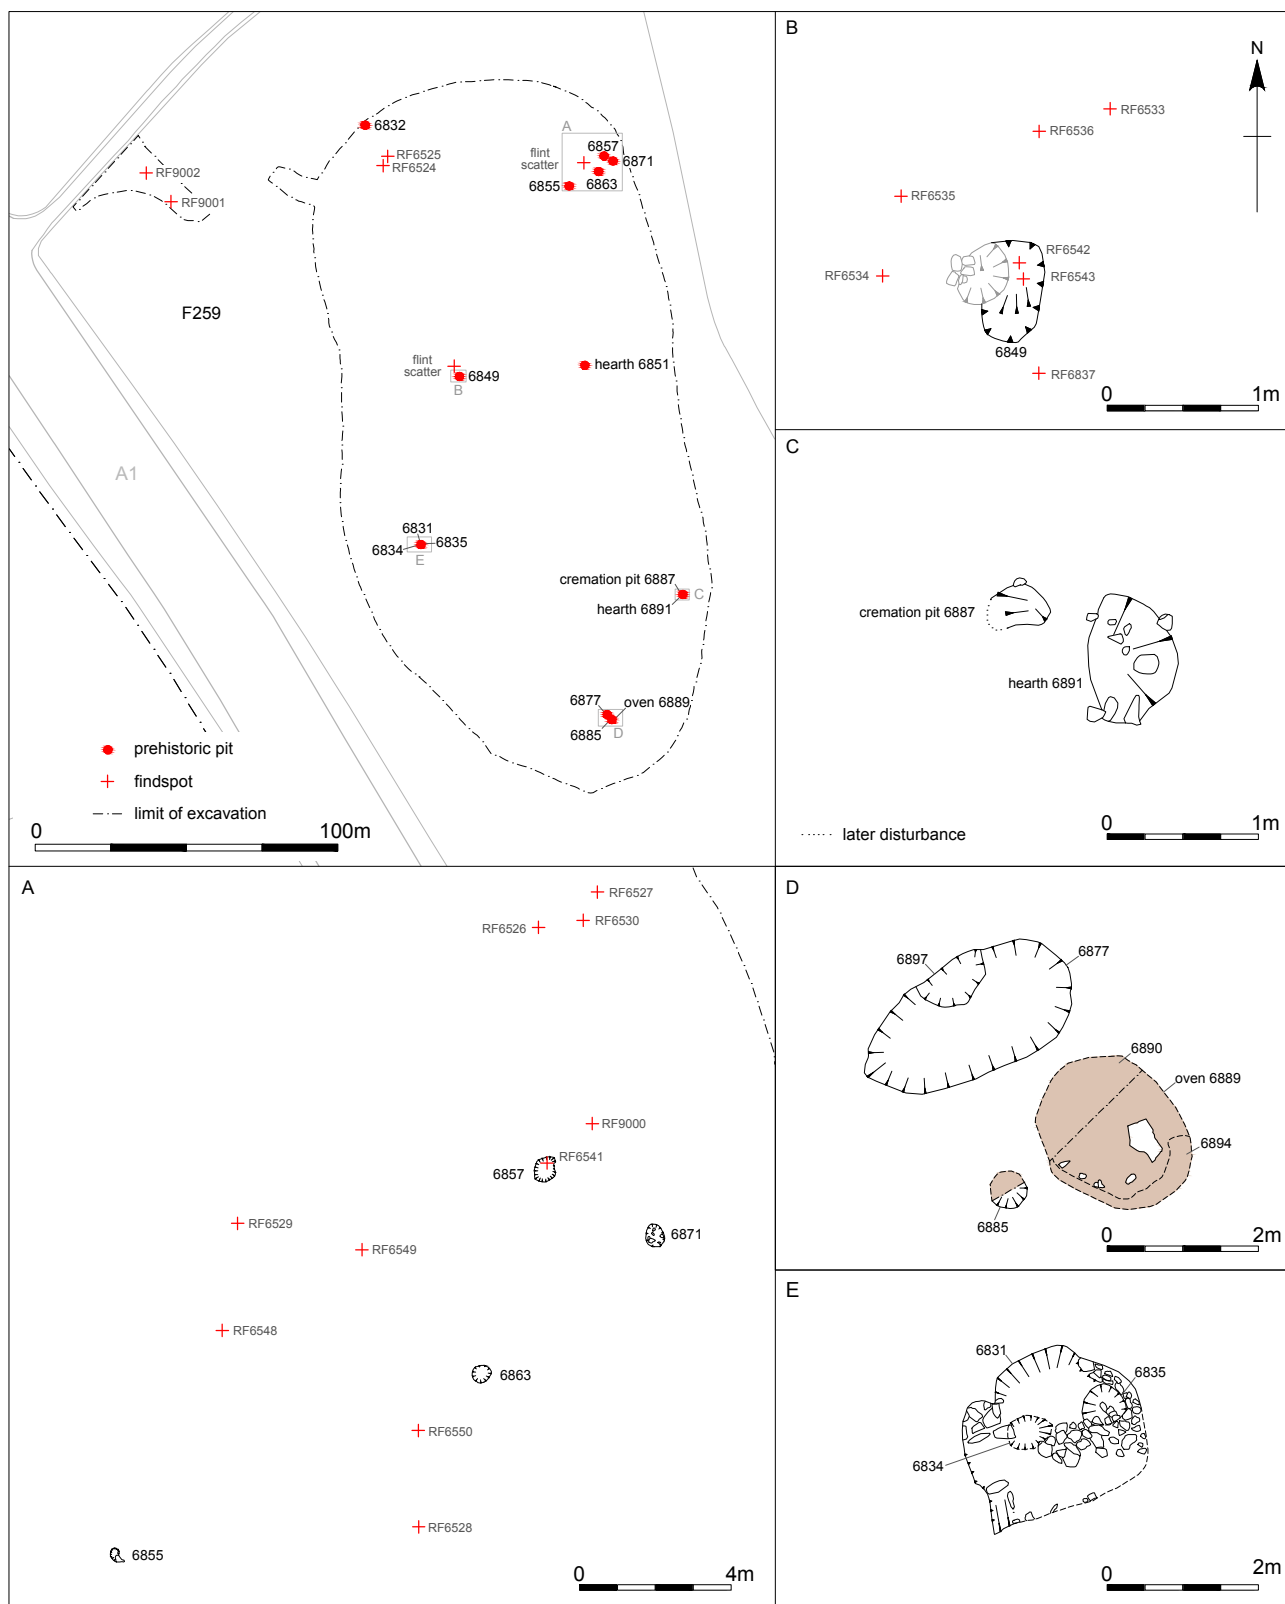 6832
RF6525
RF6524
RF9002
RF9001
A
flint
scatter
6857
6871
6855
6863
F259
flint
scatter
6849
B
hearth 6851
A1
6831
6834
6835
E
cremation pit 6887
C
hearth 6891
6877
oven 6889
6885
D
prehistoric pit
findspot
limit of excavation
0
100m
B
N
RF6533
RF6536
RF6535
RF6542
RF6534
RF6543
6849
RF6837
0
1m
C
cremation pit 6887
hearth 6891
later disturbance
0
1m
A
RF6527
RF6530
RF6526
RF9000
RF6541
6857
RF6529
6871
RF6549
RF6548
6863
RF6550
RF6528
6855
0
4m
D
6897
6877
6890
oven 6889
6894
6885
0
2m
E
6831
6835
6834
0
2m